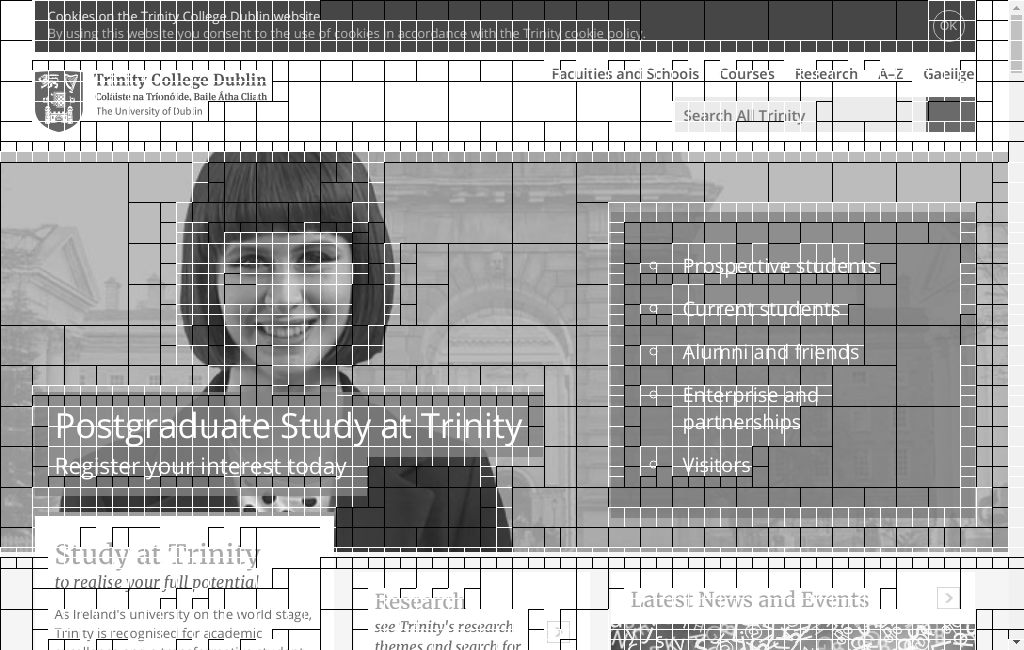 Cookies on the Trinity College Dublin website
By using this website you consent to the use of cookies in accordance with the Trinity cookie policy.
OK
Faculties and Schools Courses Research A–Z Gaeilge
Trinity College Dublin
Coláiste na Tríonóide, Baile Átha Cliath
The University of Dublin
Search All Trinity
Prospective students
Current students
Alumni and friends
Enterprise and
partnerships
Visitors
Postgraduate Study at Trinity
Register your interest today
Study at Trinity
to realise your full potential
As Ireland's university on the world stage,
Trinity is recognised for academic
Research
see Trinity's research
themes and search for
Latest News and Events